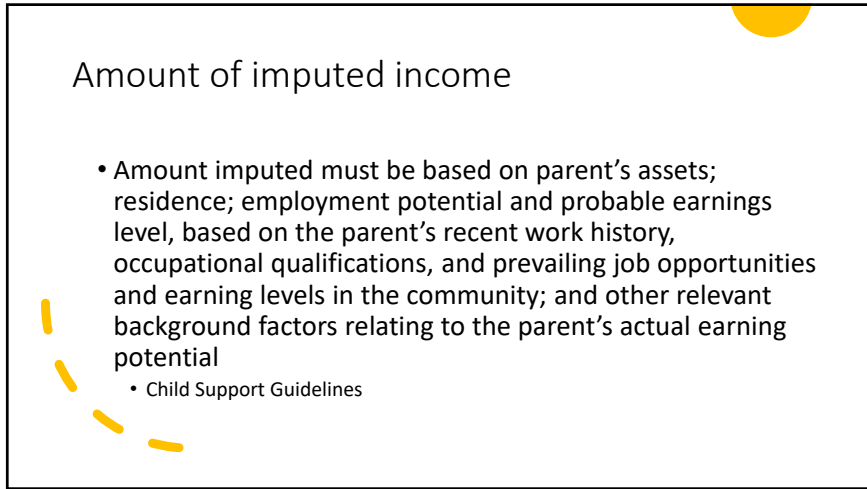 Amount of imputed income
• Amount imputed must be based on parent’s assets;
residence; employment potential and probable earnings
level, based on the parent’s recent work history,
occupational qualifications, and prevailing job opportunities
and earning levels in the community; and other relevant
background factors relating to the parent’s actual earning
potential
• Child Support Guidelines